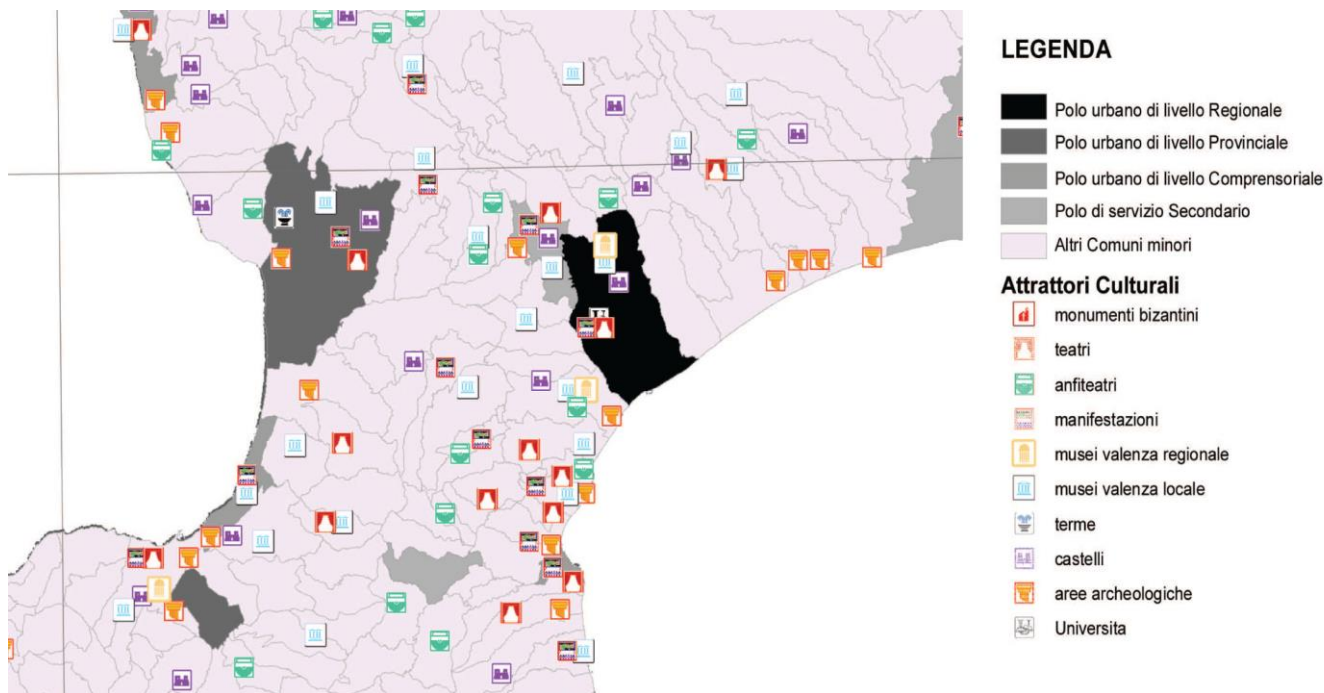 LEGENDA
Polo urbano di livello Regionale
Polo urbano di livello Provinciale
Polo urbano di livello Comprensoriale
Polo di servizio Secondario
Altri Comuni minori
Attrattori Culturali
monumenti bizantini
teatri
anfiteatri
manifestazioni
musei valenza regionale
musei valenza locale
terme
castelli
aree archeologiche
Universita